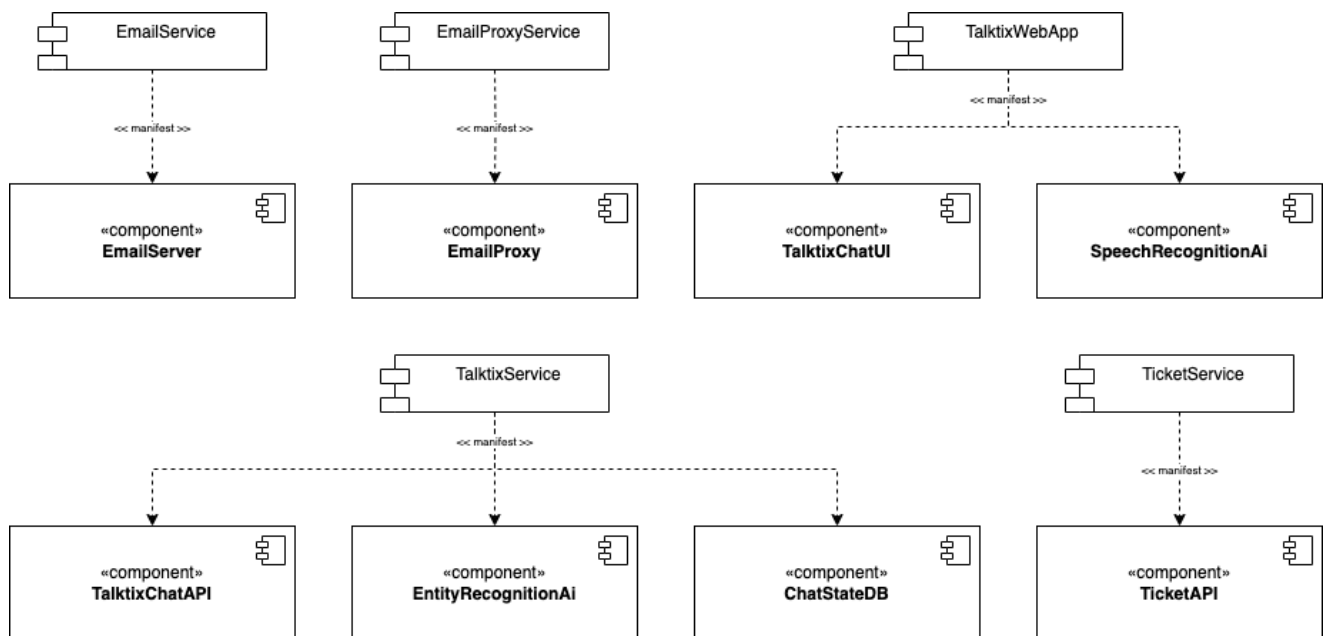 EmailService
EmailProxyService
TalktixWebApp
<< manifest >>
<< manifest >>
<< manifest >>
«component»
EmailServer
«component»
EmailProxy
«component»
TalktixChatUI
«component»
SpeechRecognitionAi
TalktixService
TicketService
<< manifest >>
<< manifest >>
«component»
TalktixChatAPI
«component»
EntityRecognitionAi
«component»
ChatStateDB
«component»
TicketAPI